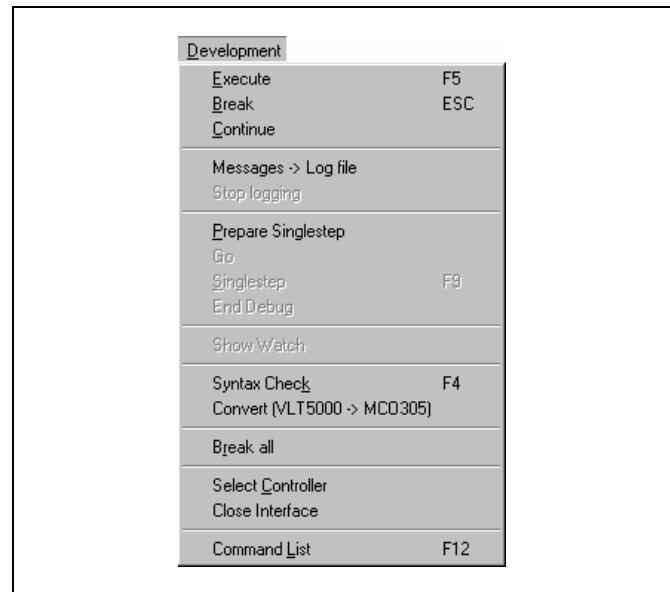 Development
Execute F5
Break ESC
Continue
Messages -> Log file
Stop logging
Prepare Singlestep
Go
Singlestep F9
End Debug
Show Watch
Syntax Check F4
Convert (VLT5000 -> MCO305)
Break all
Select Controller
Close Interface
Command List F12